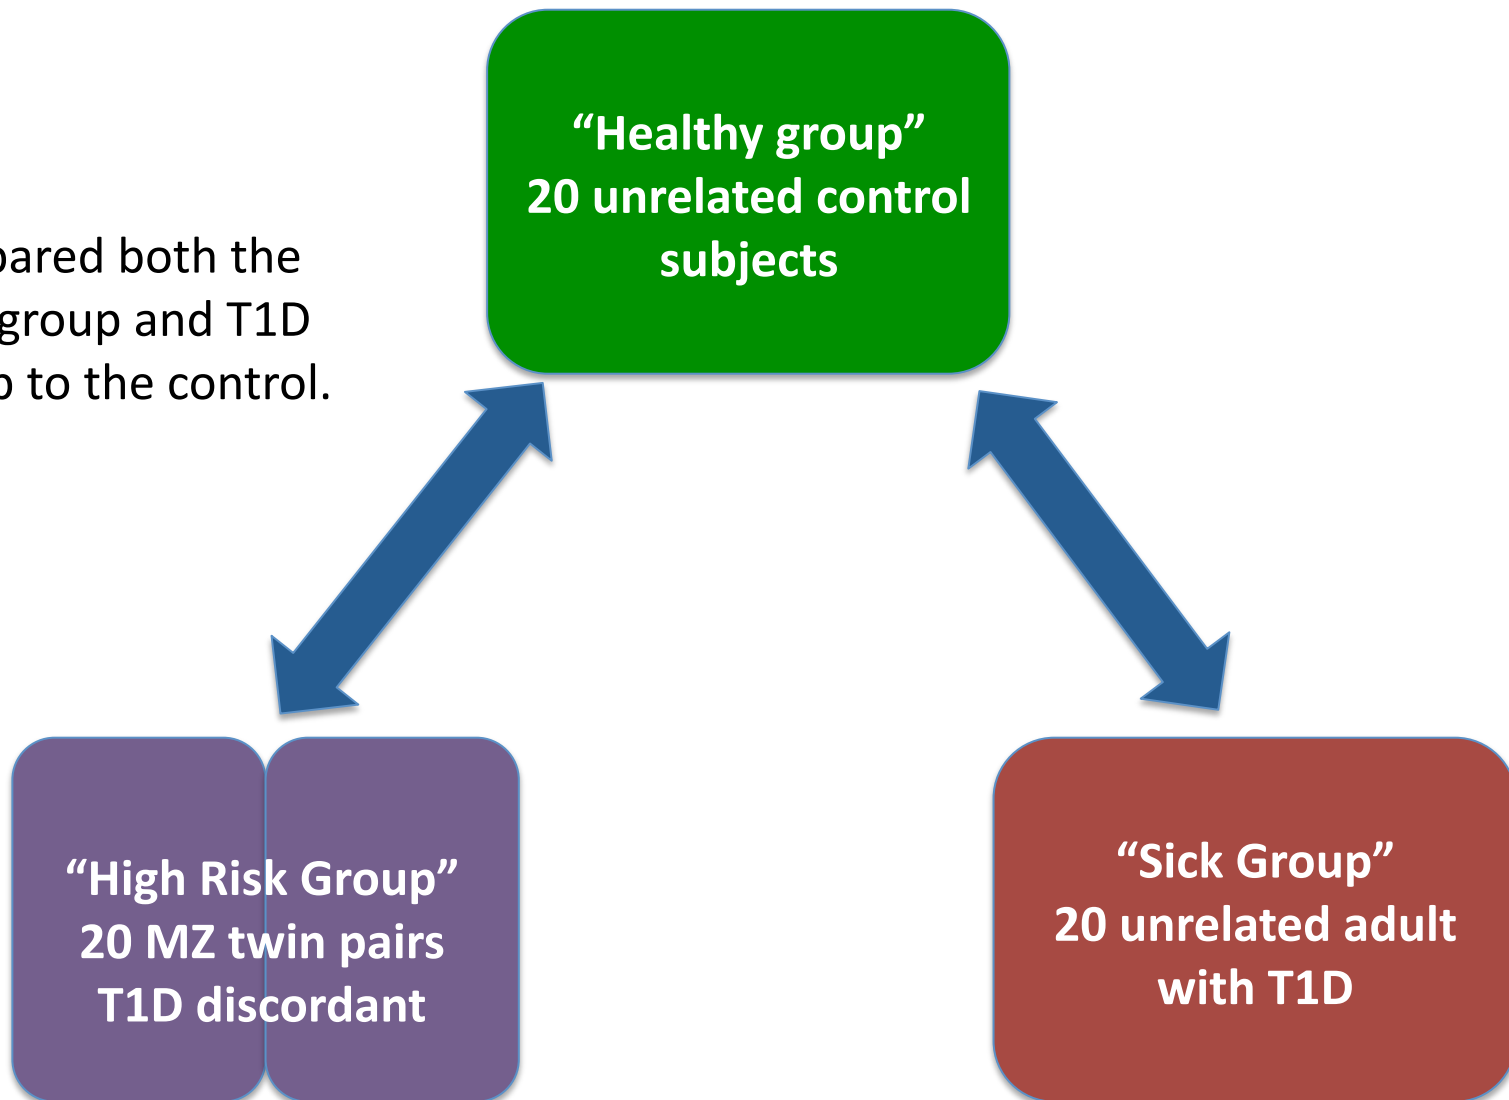 “Healthy group”
20 unrelated control
subjects
pared both the
group and T1D
to the control.
“High Risk Group”
20 MZ twin pairs
T1D discordant
“Sick Group”
20 unrelated adult
with T1D